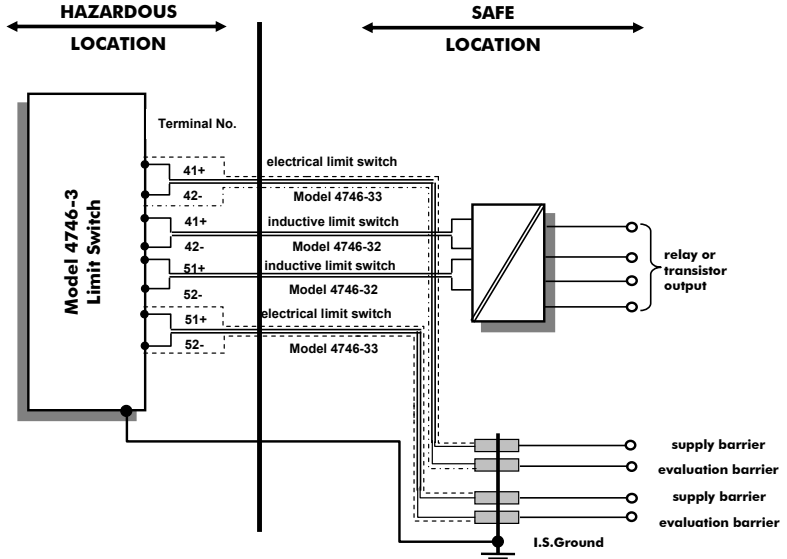 HAZARDOUS
LOCATION
SAFE
LOCATION
Model 4746-3
Limit Switch
Terminal No.
41+
electrical limit switch
42-
Model 4746-33
41+
inductive limit switch
42-
Model 4746-32
51+
inductive limit switch
52-
Model 4746-32
51+
electrical limit switch
52-
Model 4746-33
relay or
transistor
output
supply barrier
evaluation barrier
supply barrier
evaluation barrier
I.S.Ground